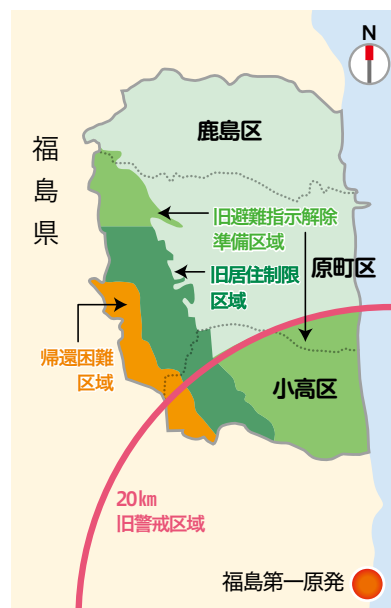 N
鹿島区
福島県
旧避難指示解除
準備区域
旧居住制限
区域
原町区
帰還困難
区域
小高区
20㎞
旧警戒区域
福島第一原発